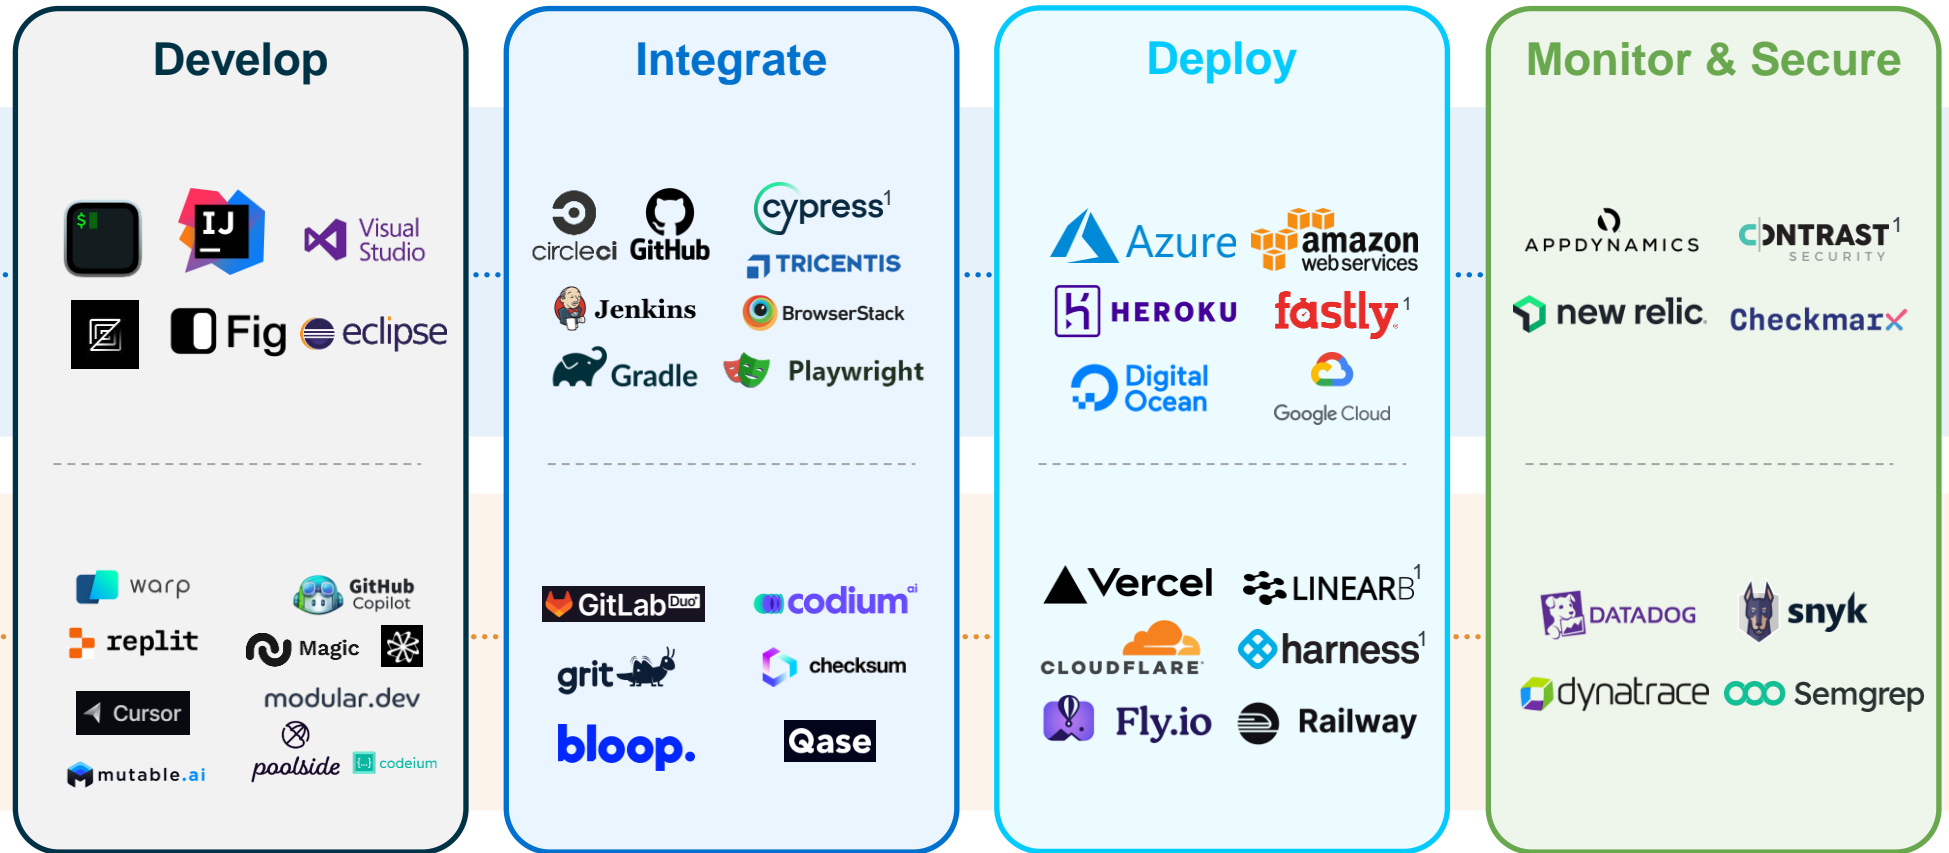 Develop
$
IJ
Visual
Studio
Fig
eclipse
warp
GitHub
Copilot
replit
Magic
Cursor
modular.dev
poolside
mutable.ai
{...}
codeium
Integrate
circleci
GitHub
cypress1
TRICENTIS
Jenkins
BrowserStack
Gradle
Playwright
GitLab Duo
codiumai
grit
checksum
bloop.
Qase
Deploy
Azure
amazon
web services
HEROKU
fastly1
Digital
Ocean
Google Cloud
Vercel
LINEARB1
CLOUDFLARE
harness1
Fly.io
Railway
Monitor & Secure
APPDYNAMICS
CONTRAST1
SECURITY
new relic.
Checkmarx
DATADOG
snyk
dynatrace
Semgrep